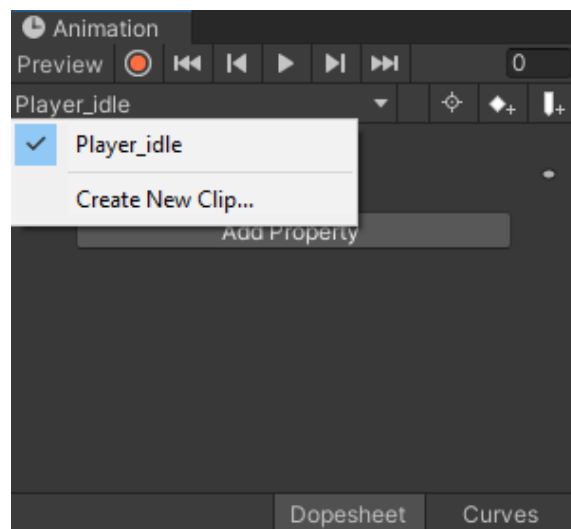 Animation
Preview 0
Player_idle
Player_idle
Create New Clip...
Add Property
Dopesheet Curves